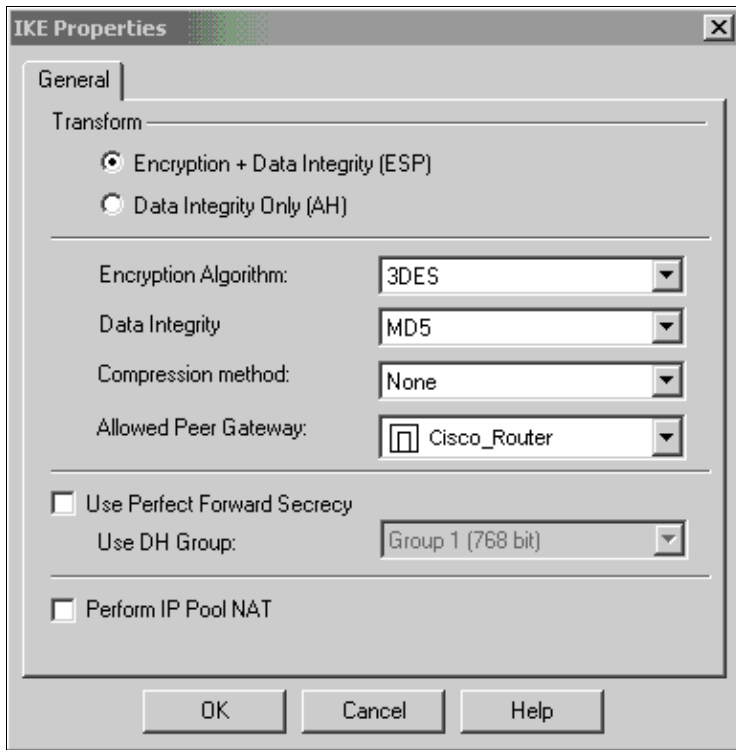 IKE Properties
General
Transform
Encryption + Data Integrity (ESP)
Data Integrity Only (AH)
Encryption Algorithm: 3DES
Data Integrity MD5
Compression method: None
Allowed Peer Gateway: Cisco_Router
Use Perfect Forward Secrecy
Use DH Group: Group 1 (768 bit)
Perform IP Pool NAT
OK Cancel Help